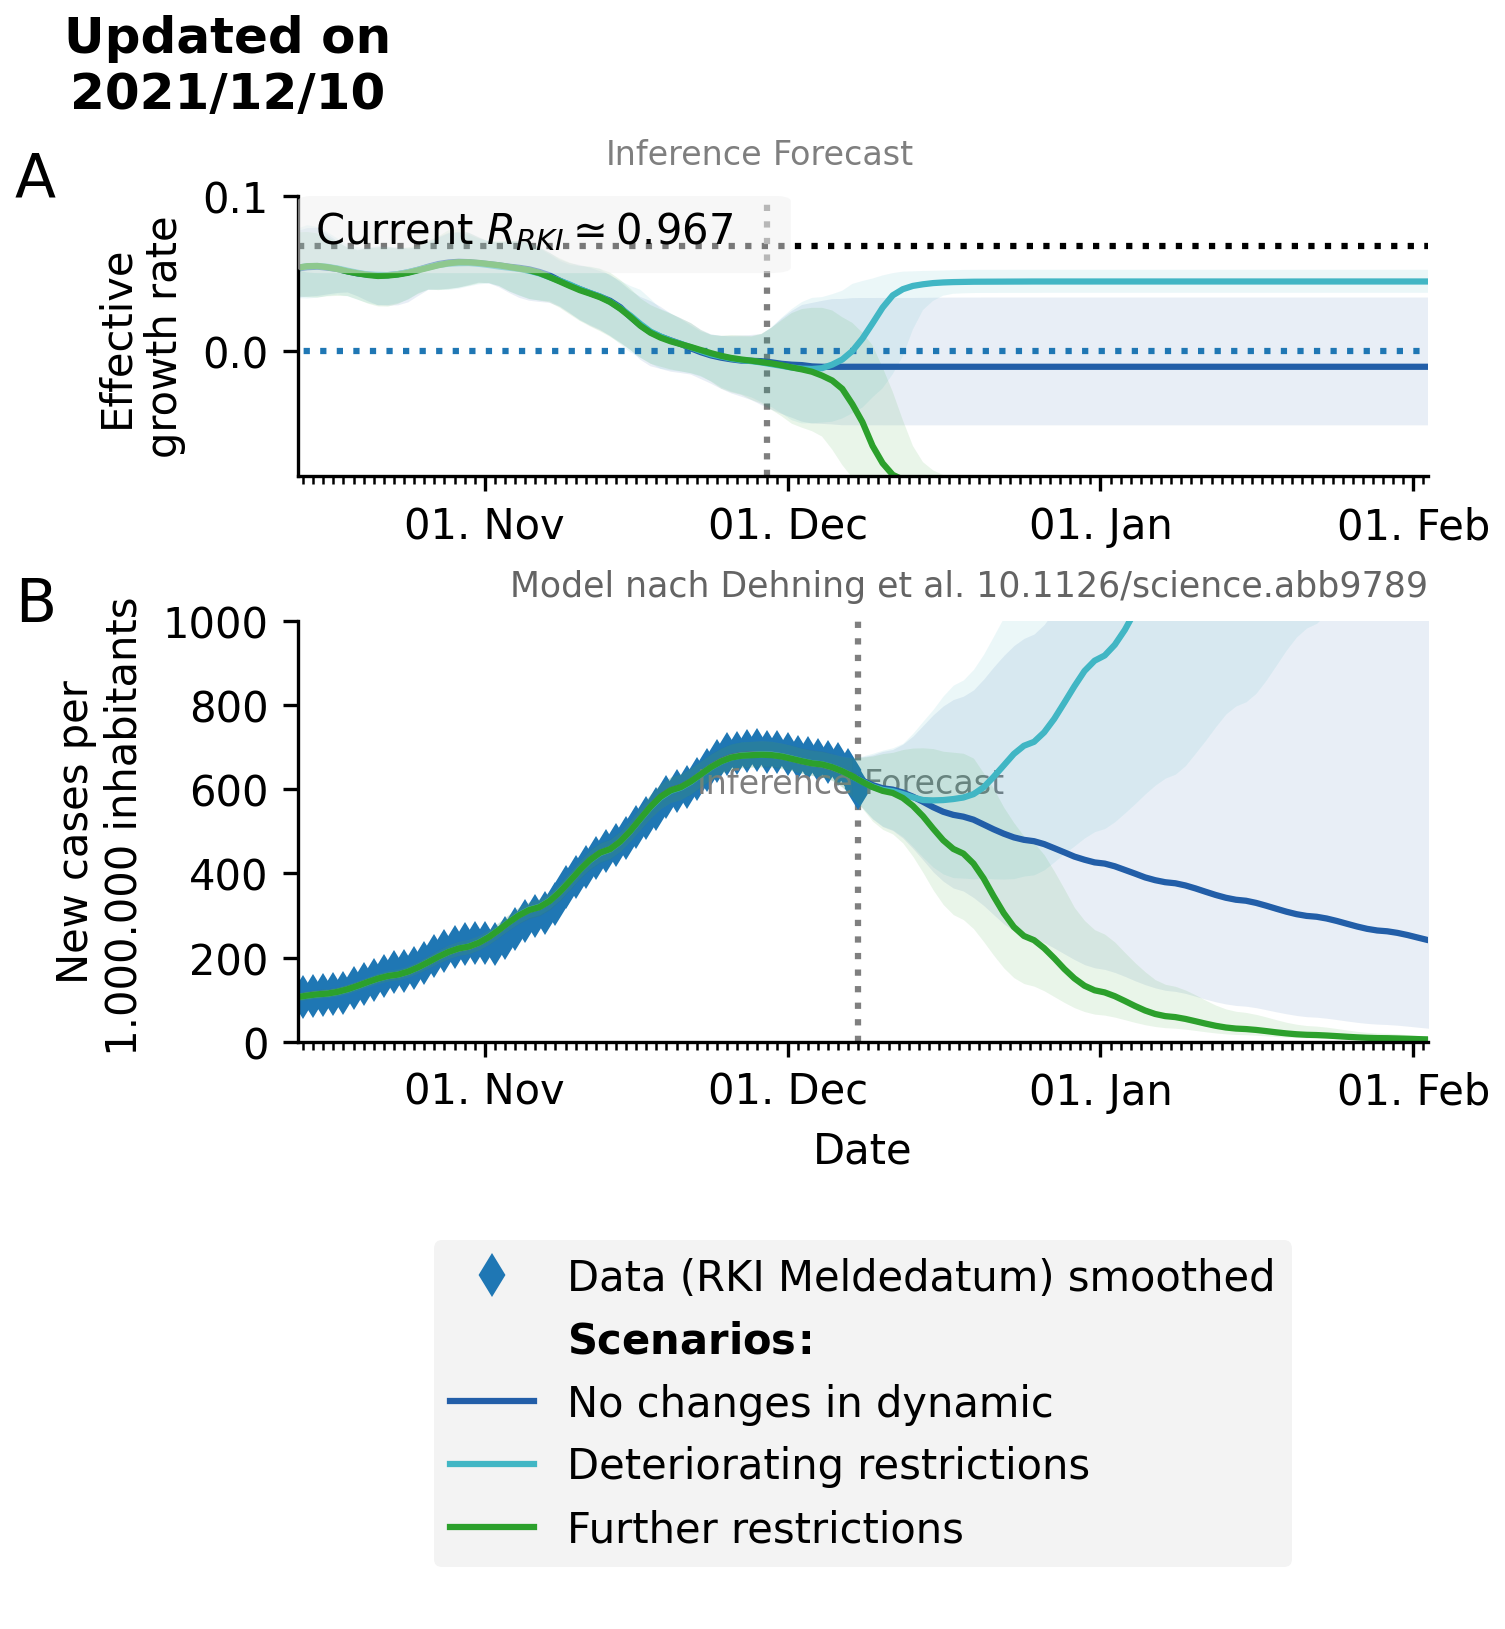 Updated on
2021/12/10
Inference Forecast
A
0.1
Current R_RKI ≃ 0.967
Effective
growth rate
0.0
01. Nov 01. Dec 01. Jan 01. Feb
Model nach Dehning et al. 10.1126/science.abb9789
B
1000
800
600
400
200
0
New cases per
1.000.000 inhabitants
Inference Forecast
01. Nov 01. Dec 01. Jan 01. Feb
Date
Data (RKI Meldedatum) smoothed
Scenarios:
No changes in dynamic
Deteriorating restrictions
Further restrictions